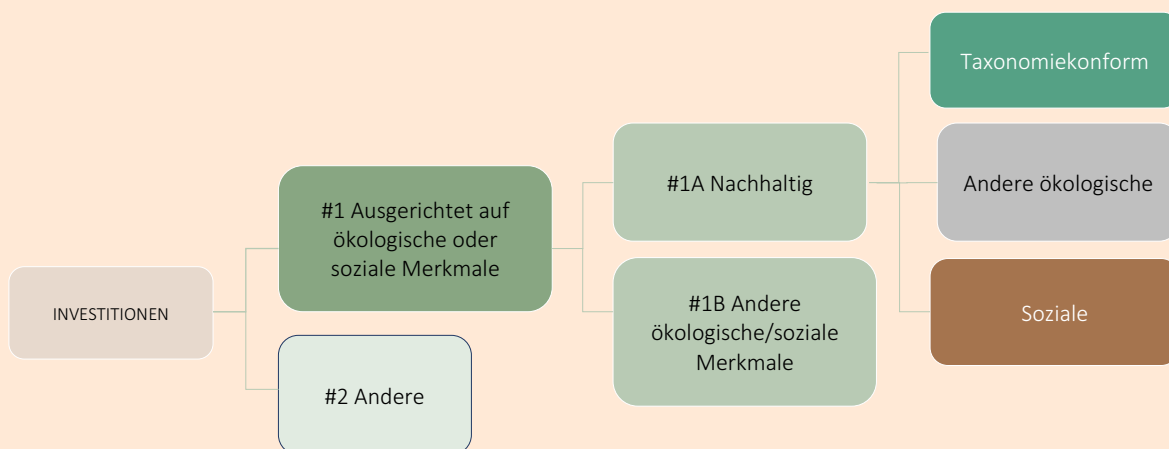 INVESTITIONEN
#1 Ausgerichtet auf
ökologische oder
soziale Merkmale
#2 Andere
#1A Nachhaltig
#1B Andere
ökologische/soziale
Merkmale
Taxonomiekonform
Andere ökologische
Soziale